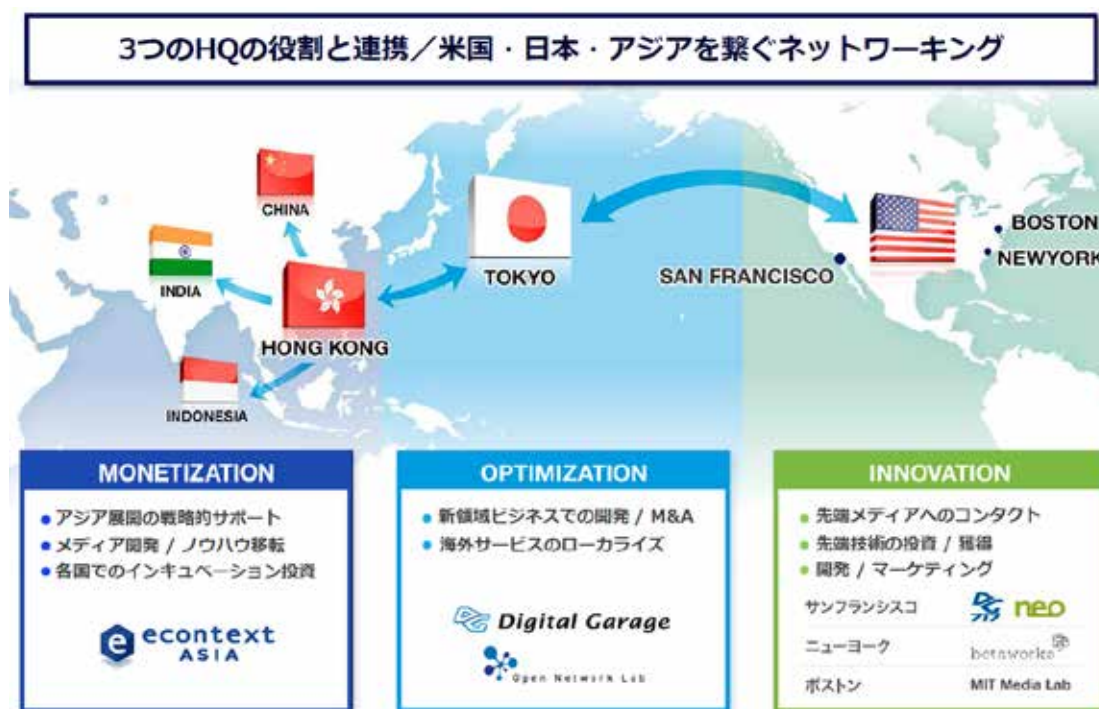 3つのHQの役割と連携／米国・日本・アジアを繋ぐネットワーキング
CHINA
INDIA
HONG KONG
INDONESIA
TOKYO
SAN FRANCISCO
BOSTON
NEWYORK
MONETIZATION
• アジア展開の戦略的サポート
• メディア開発 / ノウハウ移転
• 各国でのインキュベーション投資
e econtext
ASIA
OPTIMIZATION
• 新領域ビジネスでの開発 / M&A
• 海外サービスのローカライズ
Digital Garage
Open Network Lab
INNOVATION
• 先端メディアへのコンタクト
• 先端技術の投資 / 獲得
• 開発 / マーケティング
サンフランシスコ neo
ニューヨーク betaworks
ボストン MIT Media Lab